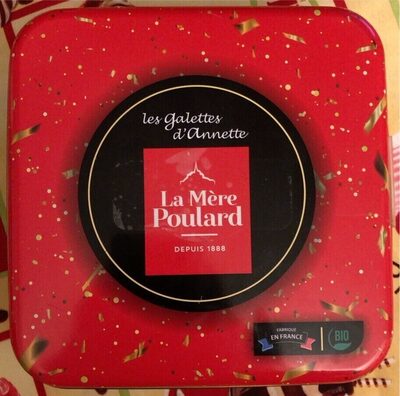 les Galettes
d'Annette
La Mère
Poulard
DEPUIS 1888
FABRIQUÉ
EN FRANCE
BIO